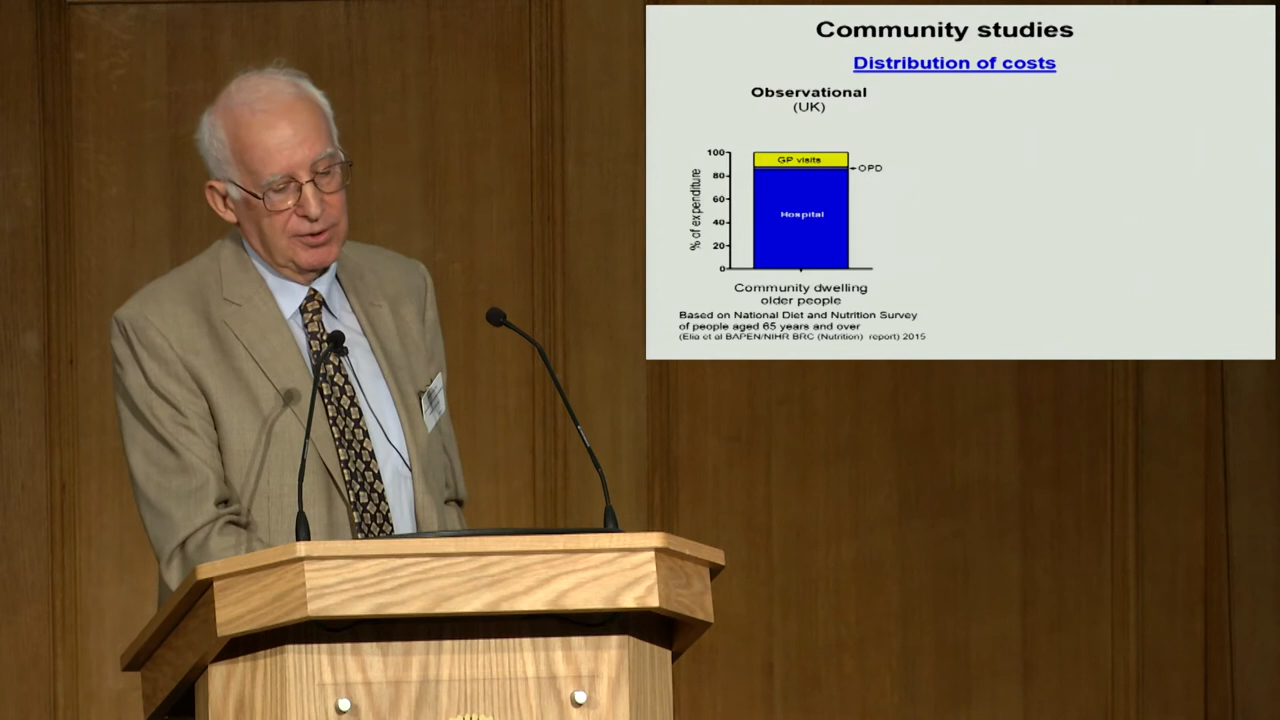 Community studies
Distribution of costs
Observational
(UK)
100
80
60
40
20
0
% of expenditure
GP visits
OPD
Hospital
Community dwelling
older people
Based on National Diet and Nutrition Survey
of people aged 65 years and over
(Elia et al BAPEN/NIHR BRC (Nutrition) report) 2015